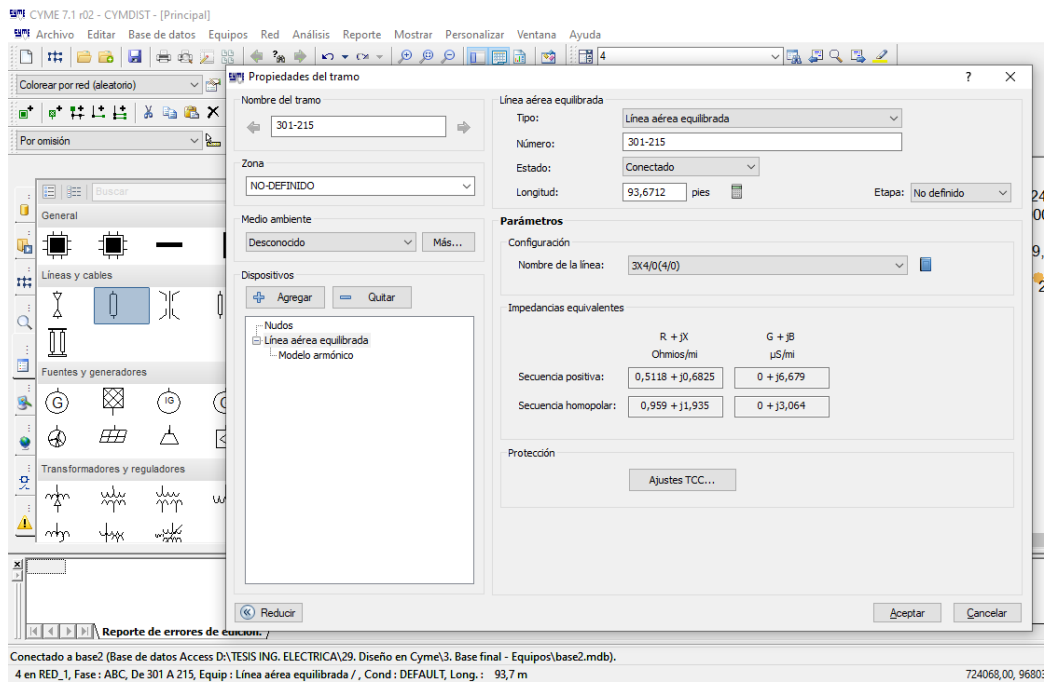 CYME 7.1 r02 - CYMDIST - [Principal]
Archivo Editar Base de datos Equipos Red Análisis Reporte Mostrar Personalizar Ventana Ayuda
4
Colorear por red (aleatorio)
Por omisión
Buscar
General
Líneas y cables
Fuentes y generadores
G
IG
Transformadores y reguladores
Propiedades del tramo
Nombre del tramo
301-215
Zona
NO-DEFINIDO
Medio ambiente
Desconocido Más...
Dispositivos
Agregar Quitar
Nudos
Línea aérea equilibrada
Modelo armónico
Línea aérea equilibrada
Tipo: Línea aérea equilibrada
Número: 301-215
Estado: Conectado
Longitud: 93,6712 pies Etapa: No definido
Parámetros
Configuración
Nombre de la línea: 3X4/0(4/0)
Impedancias equivalentes
R + jX G + jB
Ohmios/mi µS/mi
Secuencia positiva: 0,5118 + j0,6825 0 + j6,679
Secuencia homopolar: 0,959 + j1,935 0 + j3,064
Protección
Ajustes TCC...
Reducir Aceptar Cancelar
Reporte de errores de edición.
Conectado a base2 (Base de datos Access D:\TESIS ING. ELECTRICA\29. Diseño en Cyme\3. Base final - Equipos\base2.mdb).
4 en RED_1, Fase : ABC, De 301 A 215, Equip : Línea aérea equilibrada / , Cond : DEFAULT, Long. : 93,7 m 724068,00, 96803